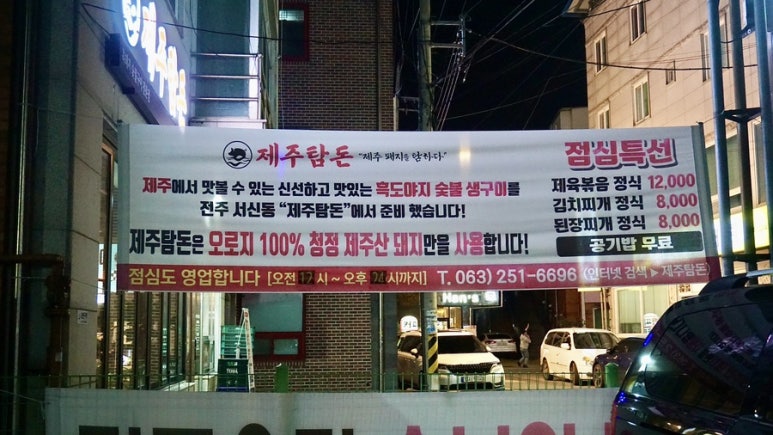 제주탐돈
제주탐돈 "제주 돼지를 탐하다."
제주에서 맛볼 수 있는 신선하고 맛있는 흑도야지 숯불 생구이를
전주 서신동 "제주탐돈"에서 준비 했습니다!
제주탐돈은 오로지 100% 청정 제주산 돼지만을 사용합니다!
점심특선
제육볶음 정식 12,000
김치찌개 정식 8,000
된장찌개 정식 8,000
공기밥 무료
점심도 영업합니다 [오전 12시~오후 24시까지] T. 063) 251-6696 (인터넷 검색 ▶ 제주탐돈)
Han's